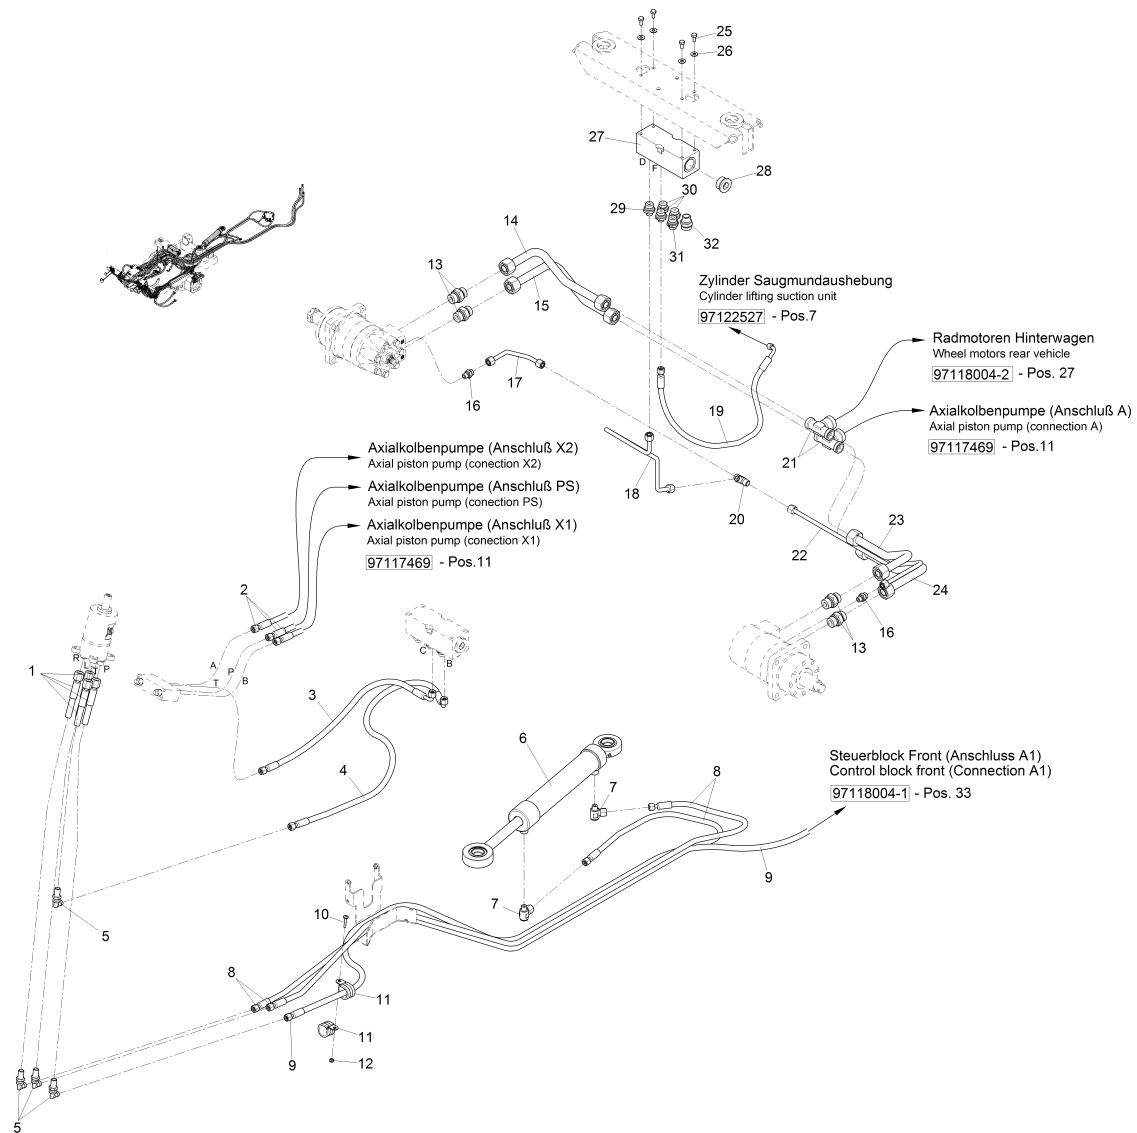 25
26
27
D
F
28
29
30
32
31
14
13
15
Zylinder Saugmundaushebung
Cylinder lifting suction unit
97122527 - Pos.7
Radmotoren Hinterwagen
Wheel motors rear vehicle
97118004-2 - Pos. 27
17
16
19
Axialkolbenpumpe (Anschluß A)
Axial piston pump (connection A)
97117469 - Pos.11
21
Axialkolbenpumpe (Anschluß X2)
Axial piston pump (conection X2)
Axialkolbenpumpe (Anschluß PS)
Axial piston pump (conection PS)
Axialkolbenpumpe (Anschluß X1)
Axial piston pump (conection X1)
97117469 - Pos.11
18
20
22
23
24
16
13
2
R
L
T
P
1
A
P
T
B
C
B
3
4
6
7
8
Steuerblock Front (Anschluss A1)
Control block front (Connection A1)
97118004-1 - Pos. 33
9
7
10
5
8
11
11
9
12
5